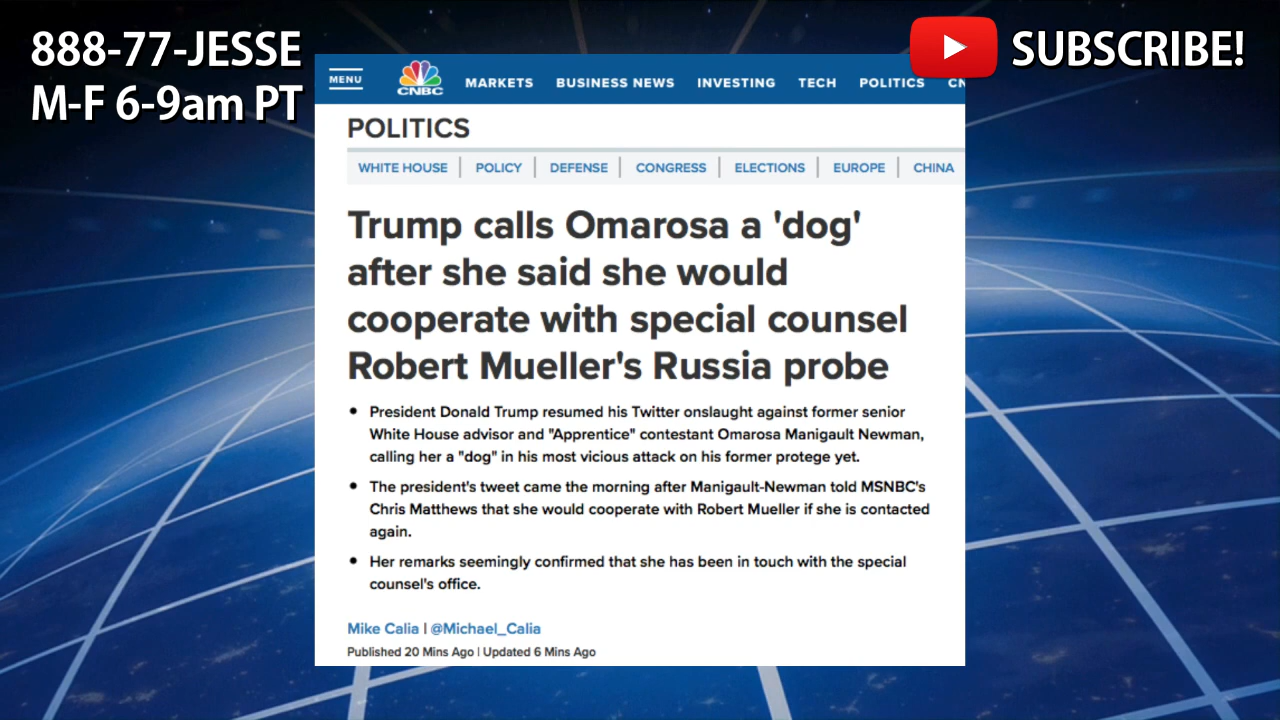 888-77-JESSE
M-F 6-9am PT
SUBSCRIBE!
MENU
CNBC
MARKETS BUSINESS NEWS INVESTING TECH POLITICS CN
POLITICS
WHITE HOUSE | POLICY | DEFENSE | CONGRESS | ELECTIONS | EUROPE | CHINA
Trump calls Omarosa a 'dog'
after she said she would
cooperate with special counsel
Robert Mueller's Russia probe
• President Donald Trump resumed his Twitter onslaught against former senior
White House advisor and "Apprentice" contestant Omarosa Manigault Newman,
calling her a "dog" in his most vicious attack on his former protege yet.
• The president's tweet came the morning after Manigault-Newman told MSNBC's
Chris Matthews that she would cooperate with Robert Mueller if she is contacted
again.
• Her remarks seemingly confirmed that she has been in touch with the special
counsel's office.
Mike Calia | @Michael_Calia
Published 20 Mins Ago | Updated 6 Mins Ago